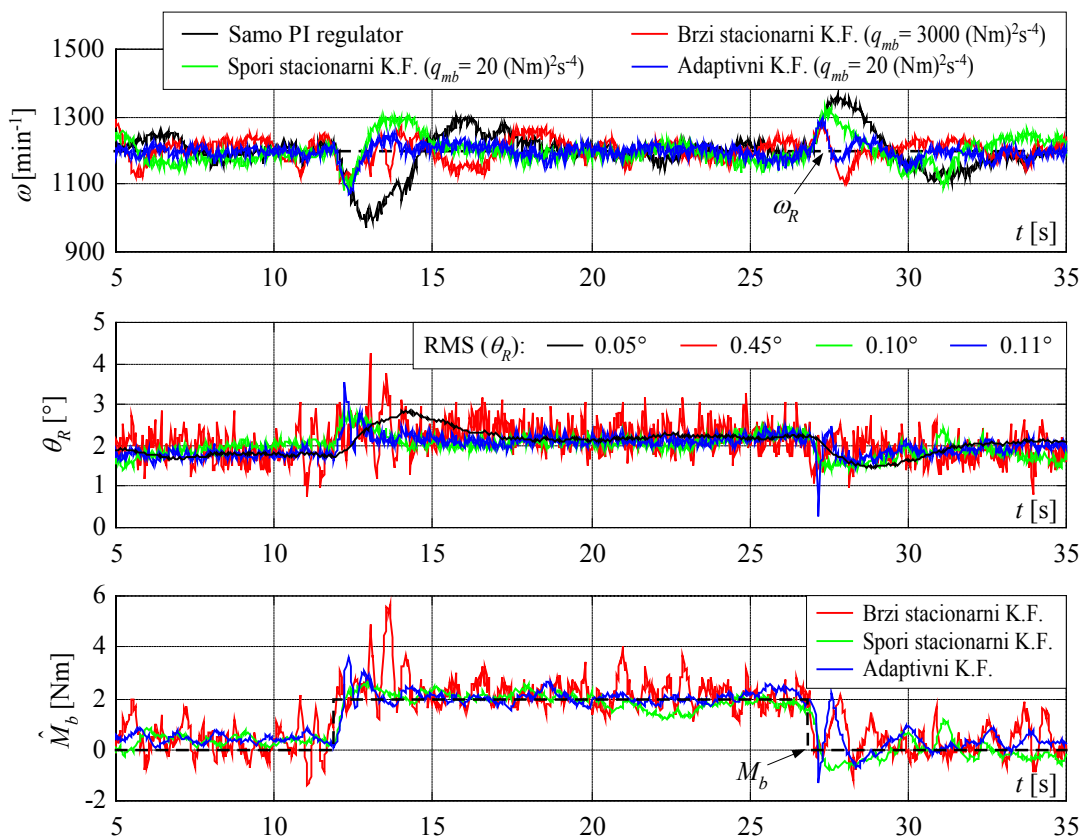 Samo PI regulator
Brzi stacionarni K.F. (q_mb = 3000 (Nm)²s⁻⁴)
Spori stacionarni K.F. (q_mb = 20 (Nm)²s⁻⁴)
Adaptivni K.F. (q_mb = 20 (Nm)²s⁻⁴)
1500
1300
1100
900
ω [min⁻¹]
ω_R
t [s]
5 10 15 20 25 30 35
RMS (θ_R): 0.05° 0.45° 0.10° 0.11°
5
4
3
2
1
0
θ_R [°]
t [s]
5 10 15 20 25 30 35
Brzi stacionarni K.F.
Spori stacionarni K.F.
Adaptivni K.F.
6
4
2
0
-2
M̂_b [Nm]
M_b
t [s]
5 10 15 20 25 30 35